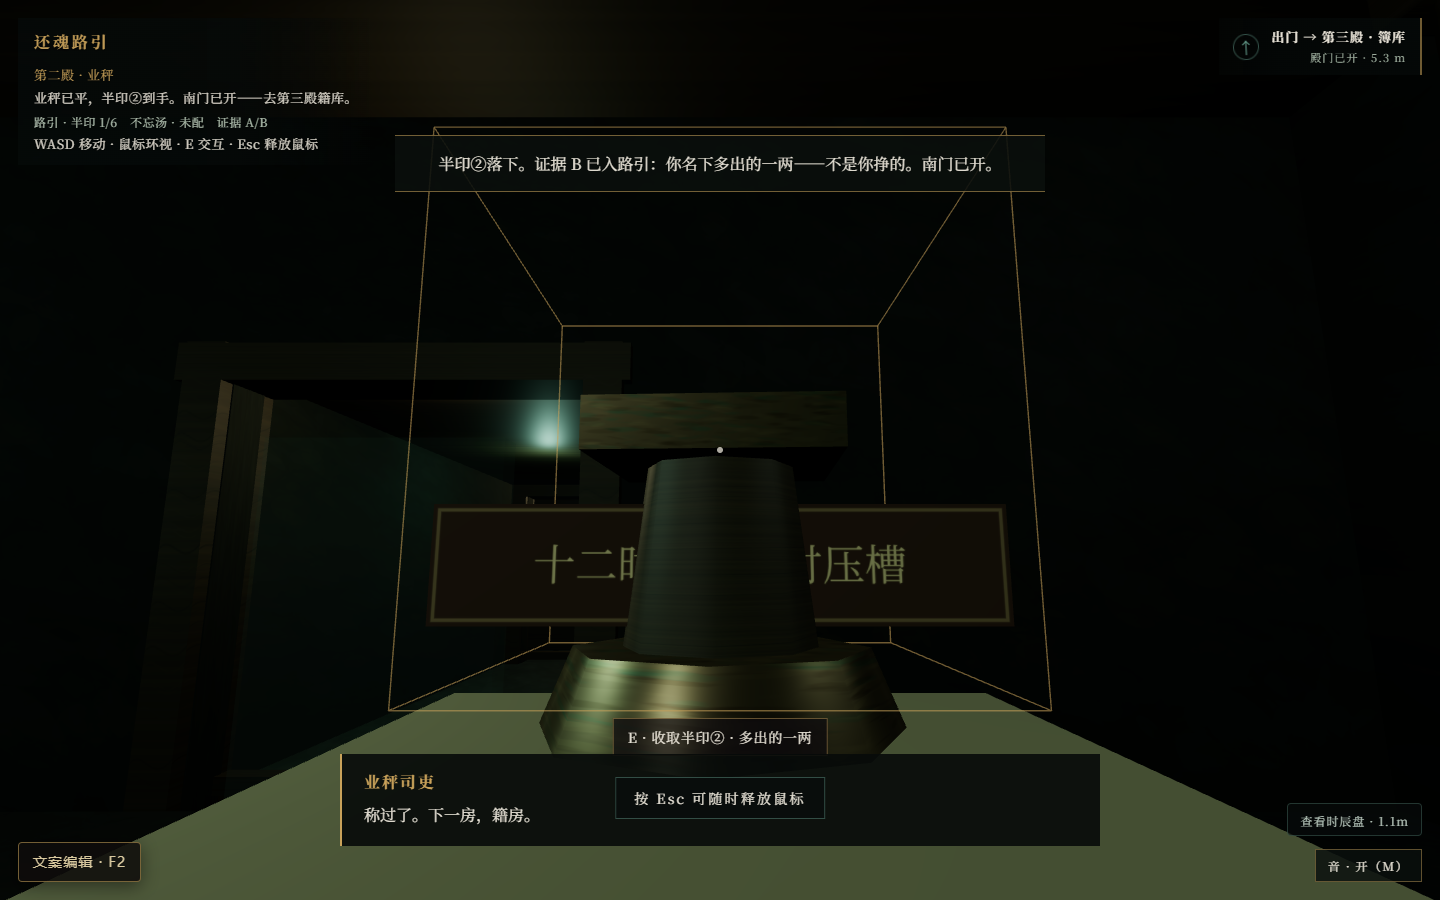 还魂路引
第二殿 · 业秤
业秤已平，半印②到手。南门已开——去第三殿籍库。
路引 · 半印 1/6 不忘汤 · 未配 证据 A/B
WASD 移动 · 鼠标环视 · E 交互 · Esc 释放鼠标
出门 → 第三殿 · 簿库
殿门已开 · 5.3 m
半印②落下。证据 B 已入路引：你名下多出的一两——不是你挣的。南门已开。
十二时
压槽
E · 收取半印② · 多出的一两
业秤司吏
称过了。下一房，籍房。
按 Esc 可随时释放鼠标
查看时辰盘 · 1.1m
文案编辑 · F2
音 · 开（M）